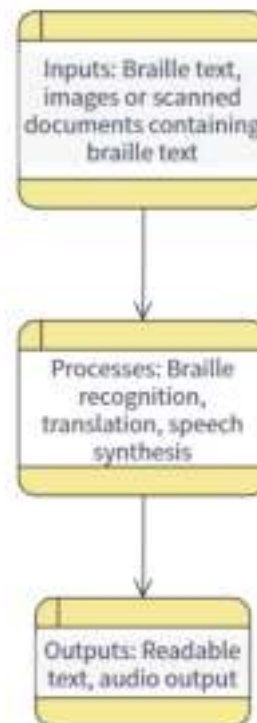 Inputs: Braille text,
images or scanned
documents containing
braille text
Processes: Braille
recognition,
translation, speech
synthesis
Outputs: Readable
text, audio output